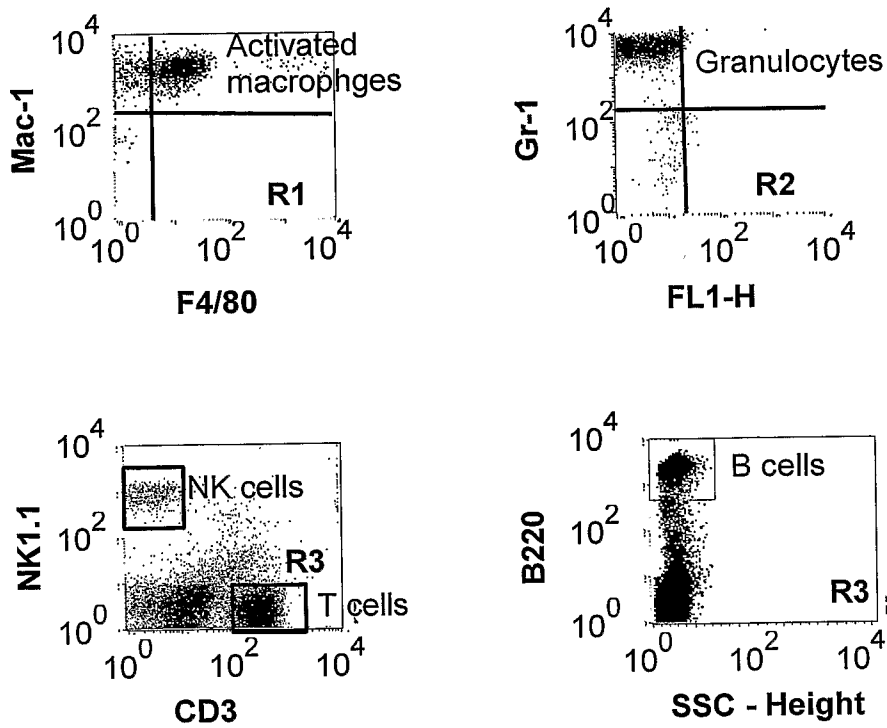 10^4
10^2
10^0
Mac-1
Activated
macrophges
R1
10^0
10^2
10^4
F4/80
10^4
10^2
10^0
Gr-1
Granulocytes
R2
10^0
10^2
10^4
FL1-H
10^4
10^2
10^0
NK1.1
NK cells
R3
T cells
10^0
10^2
10^4
CD3
10^4
10^2
10^0
B220
B cells
R3
10^0
10^2
10^4
SSC - Height